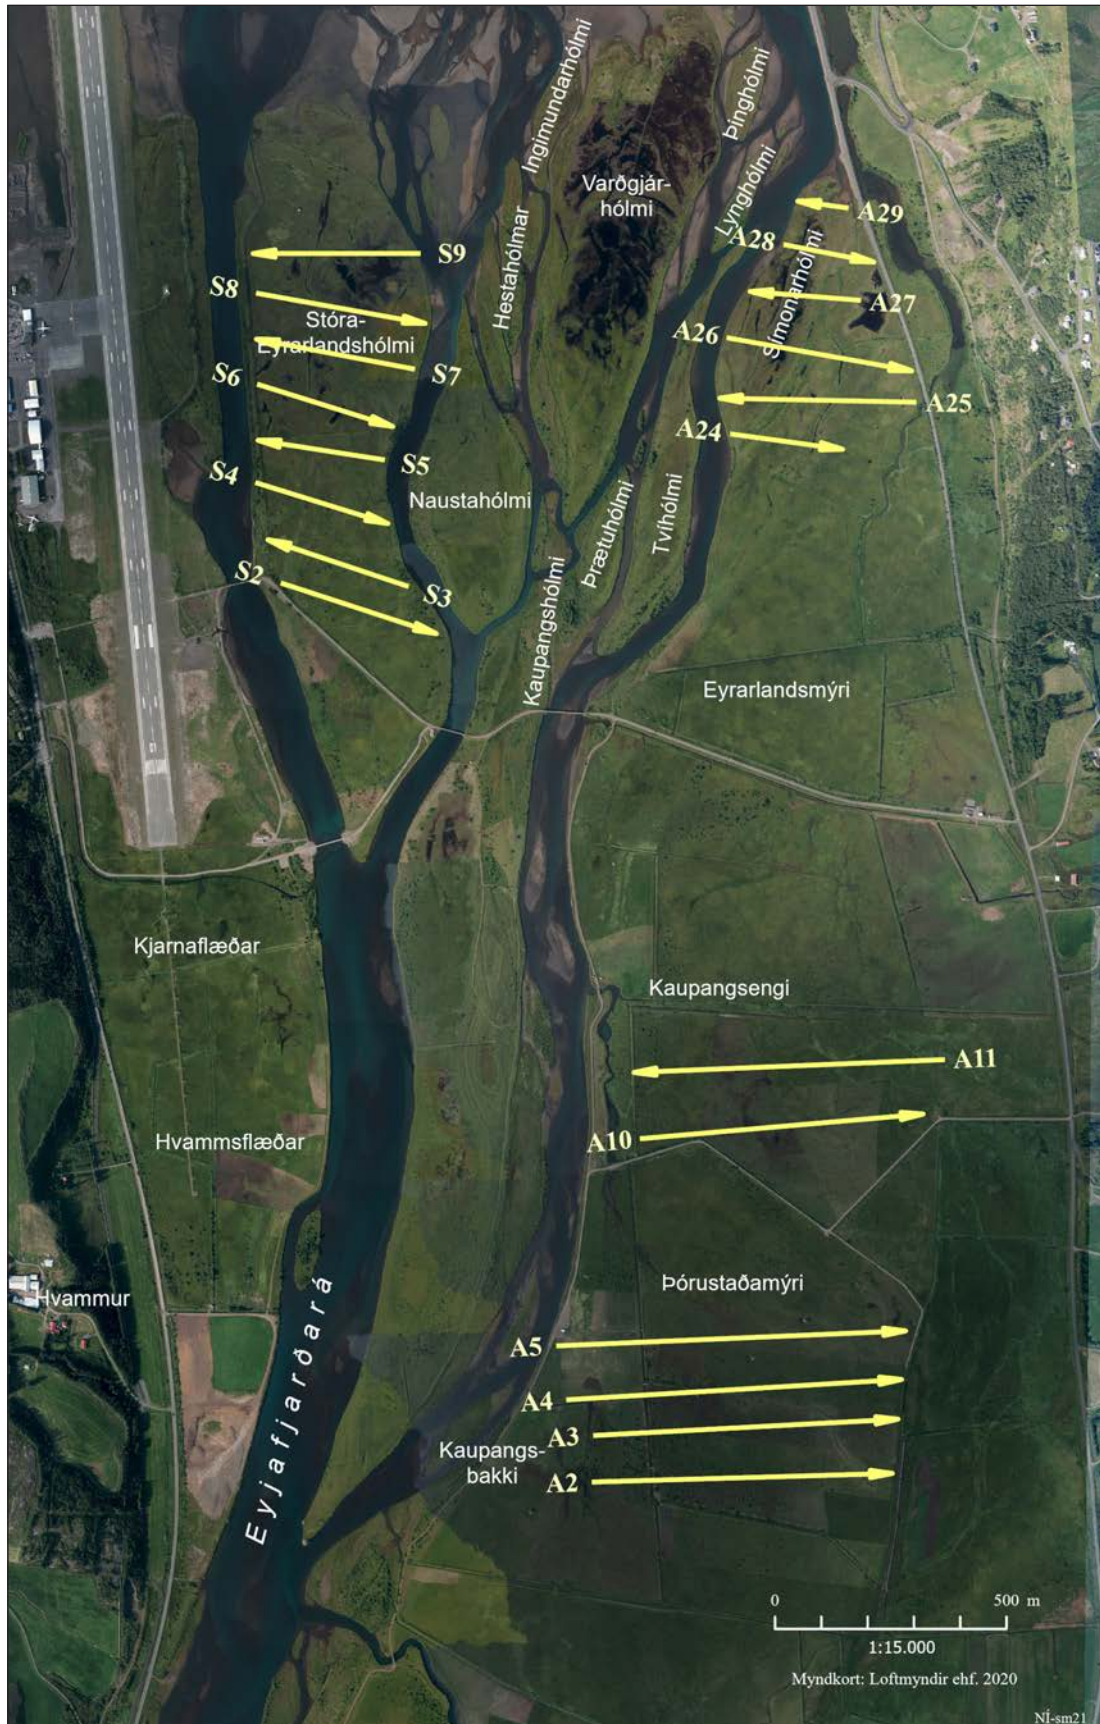 Ingimundarhólmi
Þinghólmi
Varðgjár-
hólmi
Lynghólmi
A29
A28
S9
Hestahólmar
Símonarhólmi
S8
A27
Stóra-
Eyrarlandshólmi
A26
S7
S6
A25
A24
S5
S4
Naustahólmi
Tvíhólmi
Þrætuhólmi
S2
S3
Kaupangshólmi
Eyrarlandsmýri
Kjarnaflæðar
Kaupangsengi
A11
Hvammsflæðar
A10
Þórustaðamýri
Hvammur
Eyjafjarðará
A5
A4
A3
Kaupangs-
bakki
A2
0 500 m
1:15.000
Myndkort: Loftmyndir ehf. 2020
NÍ-sm21